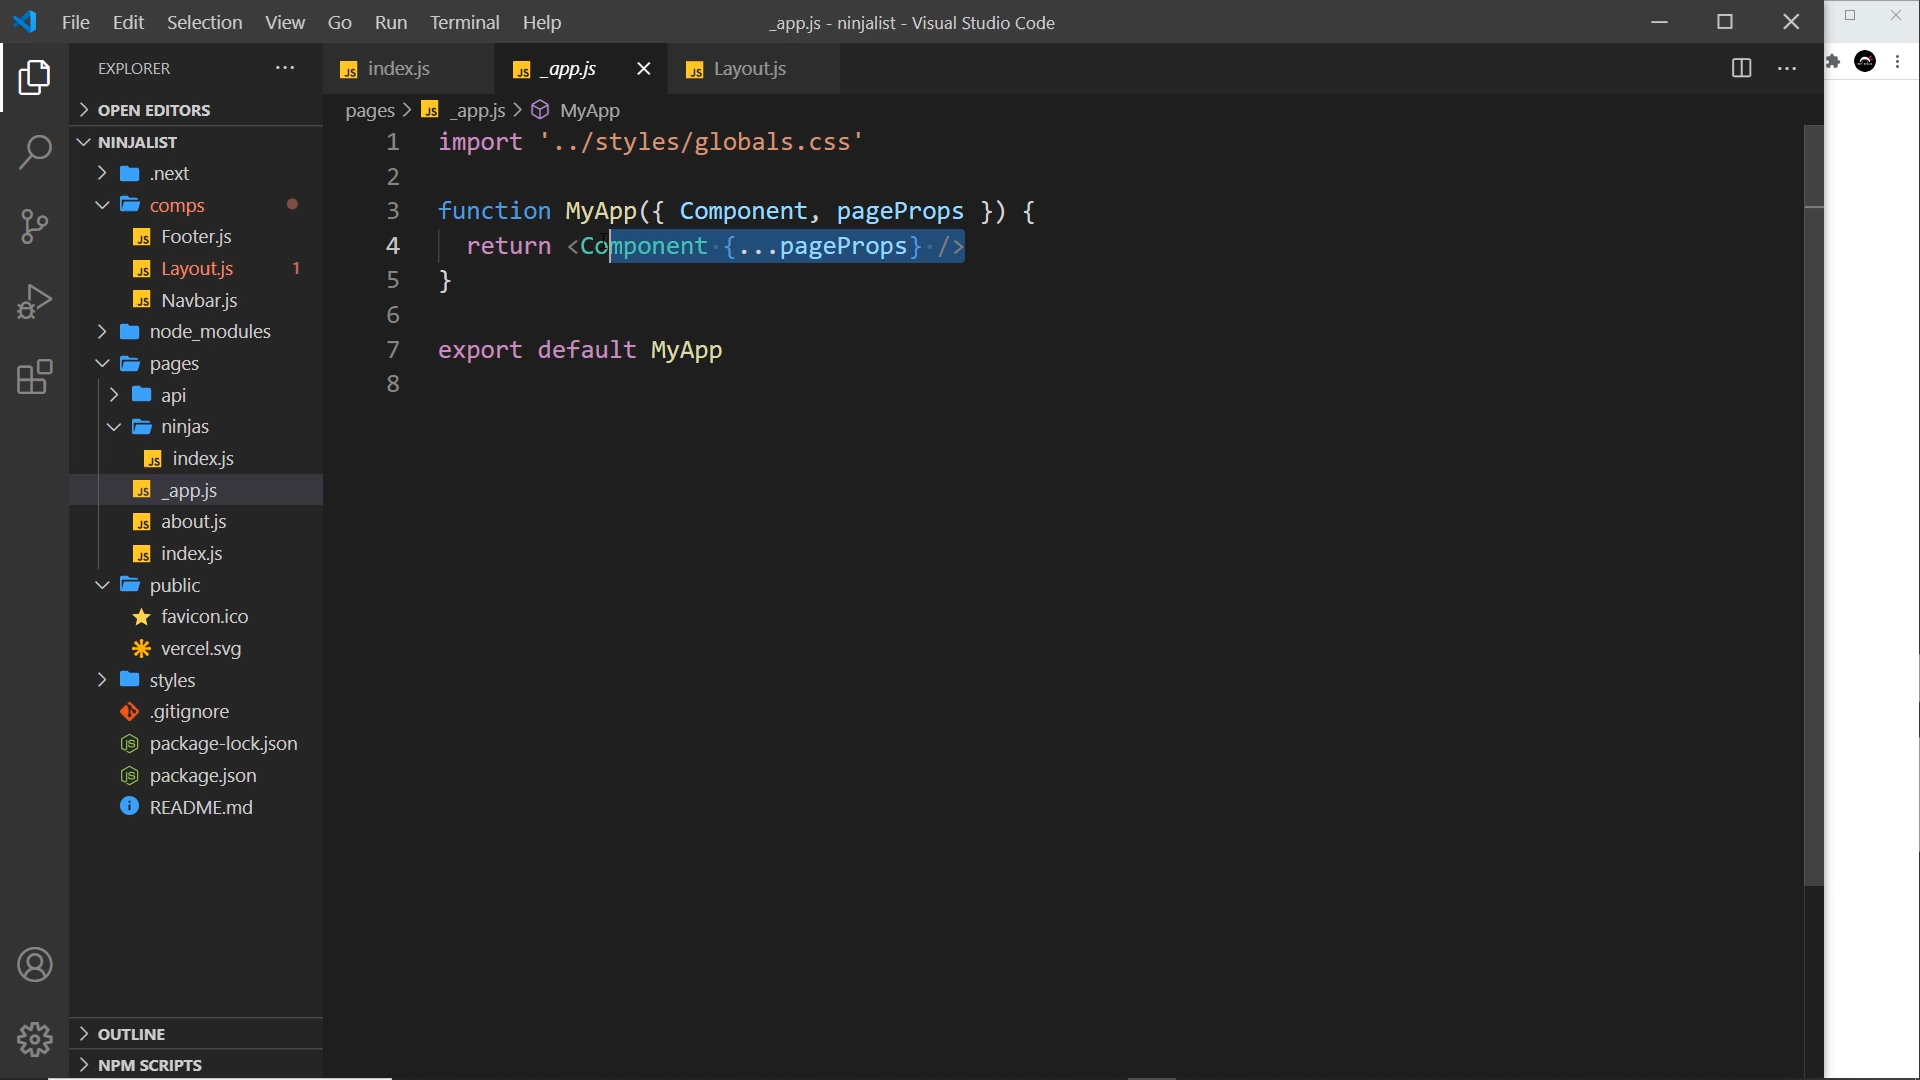 File Edit Selection View Go Run Terminal Help
_app.js - ninjalist - Visual Studio Code
EXPLORER
OPEN EDITORS
NINJALIST
.next
comps
Footer.js
Layout.js 1
Navbar.js
node_modules
pages
api
ninjas
index.js
_app.js
about.js
index.js
public
favicon.ico
vercel.svg
styles
.gitignore
package-lock.json
package.json
README.md
OUTLINE
NPM SCRIPTS
JS index.js
JS _app.js
JS Layout.js
pages > JS _app.js > MyApp
1 import '../styles/globals.css'
2
3 function MyApp({ Component, pageProps }) {
4 return <Component {...pageProps} />
5 }
6
7 export default MyApp
8